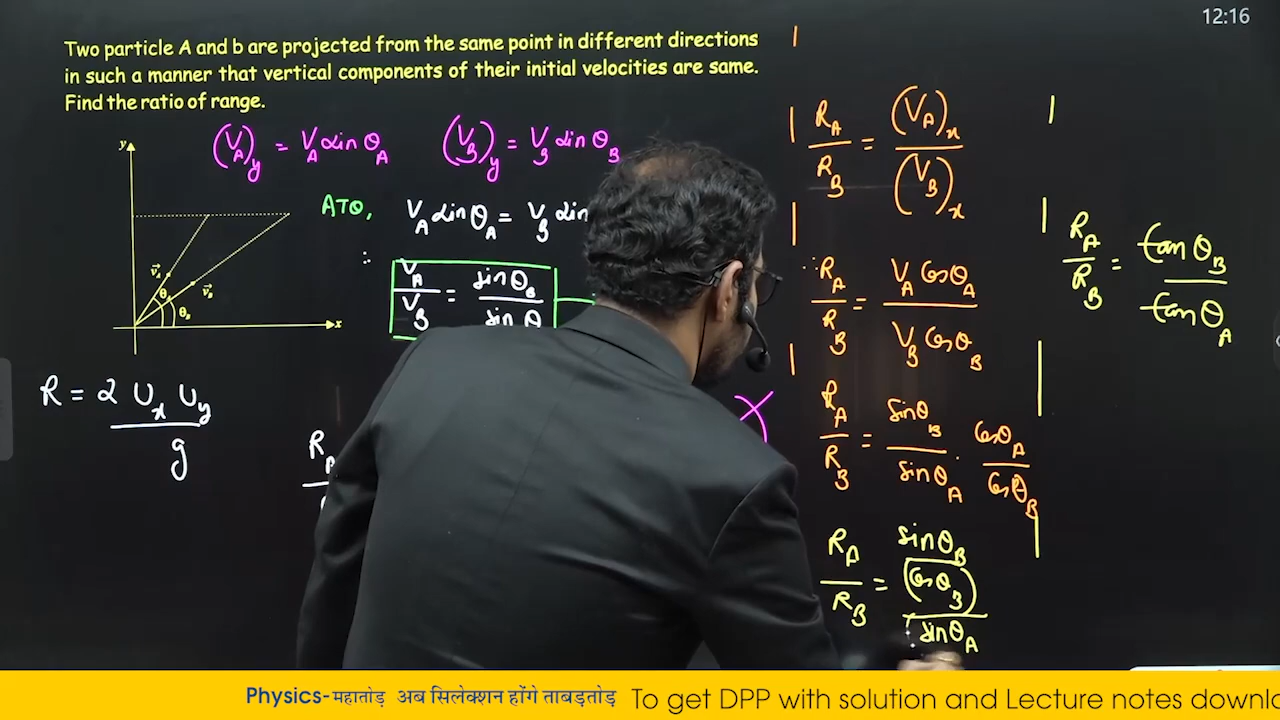 12:16
Two particle A and b are projected from the same point in different directions
in such a manner that vertical components of their initial velocities are same.
Find the ratio of range.
(V_A)_y = V_A sin θ_A (V_B)_y = V_B sin θ_B
ATQ, V_A sin θ_A = V_B sin
∴ V_A/V_B = sin θ_B/sin θ
y
x
R = 2 U_x U_y / g
R_A/R_B = (V_A)_x/(V_B)_x
∴ R_A/R_B = V_A cos θ_A/V_B cos θ_B
R_A/R_B = sin θ_B/sin θ_A . cos θ_A/cos θ_B
R_A/R_B = sin θ_B/cos θ_B/sin θ_A
R_A/R_B = tan θ_B/tan θ_A
Physics-महातोड़ अब सिलेक्शन होंगे ताबड़तोड़ To get DPP with solution and Lecture notes downl